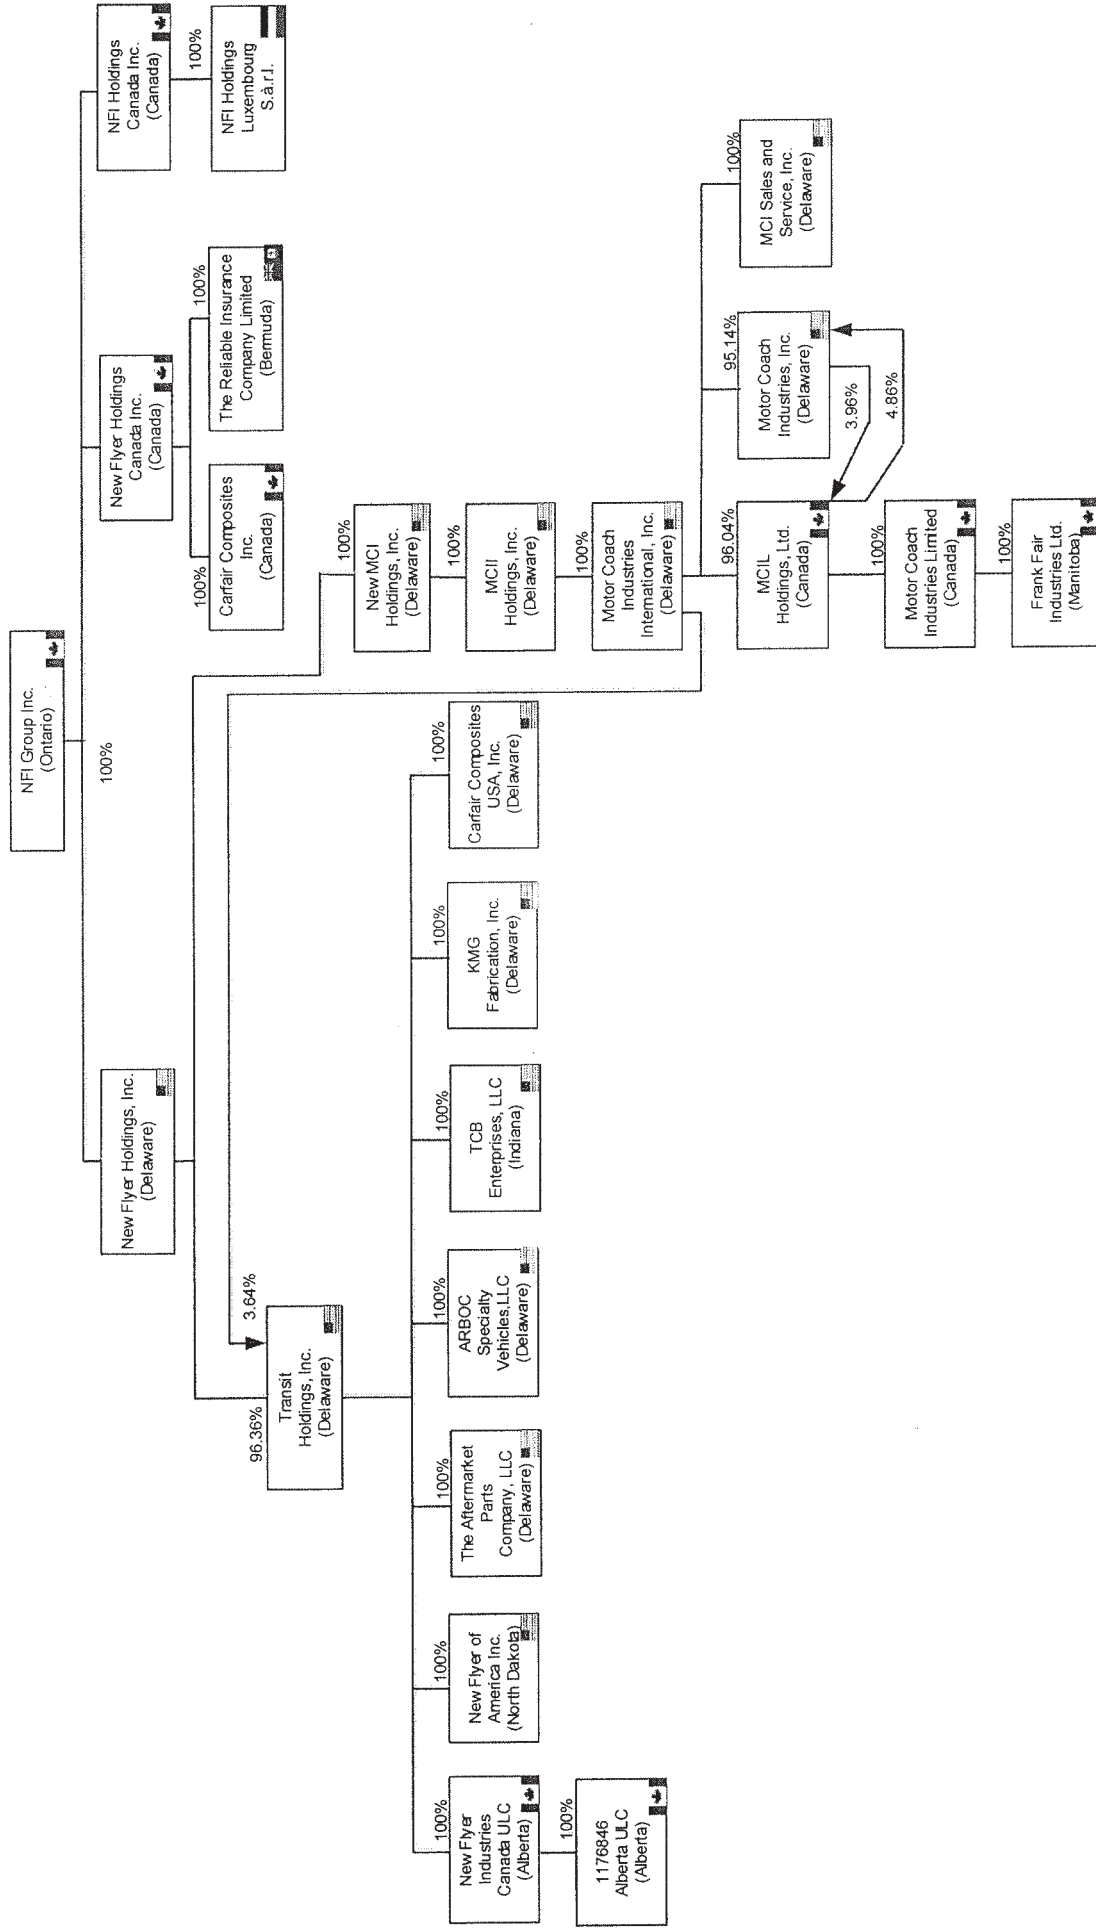 NFI Group Inc.
(Ontario)
100%
New Flyer Holdings, Inc.
(Delaware)
New Flyer Holdings
Canada Inc.
(Canada)
NFI Holdings
Canada Inc.
(Canada)
100%
NFI Holdings
Luxembourg
S.à.r.l.
100%
Carfair Composites
Inc.
(Canada)
100%
The Reliable Insurance
Company Limited
(Bermuda)
96.36%
3.64%
Transit
Holdings, Inc.
(Delaware)
100%
New MCI
Holdings, Inc.
(Delaware)
100%
MCII
Holdings, Inc.
(Delaware)
100%
Motor Coach
Industries
International, Inc.
(Delaware)
100%
New Flyer
Industries
Canada ULC
(Alberta)
100%
New Flyer of
America Inc.
(North Dakota)
100%
The Aftermarket
Parts
Company, LLC
(Delaware)
100%
ARBOC
Specialty
Vehicles,LLC
(Delaware)
100%
TCB
Enterprises, LLC
(Indiana)
100%
KMG
Fabrication, Inc.
(Delaware)
100%
Carfair Composites
USA, Inc.
(Delaware)
100%
1176846
Alberta ULC
(Alberta)
96.04%
MCIL
Holdings, Ltd.
(Canada)
95.14%
Motor Coach
Industries, Inc.
(Delaware)
100%
MCI Sales and
Service, Inc.
(Delaware)
3.96%
4.86%
100%
Motor Coach
Industries Limited
(Canada)
100%
Frank Fair
Industries Ltd.
(Manitoba)